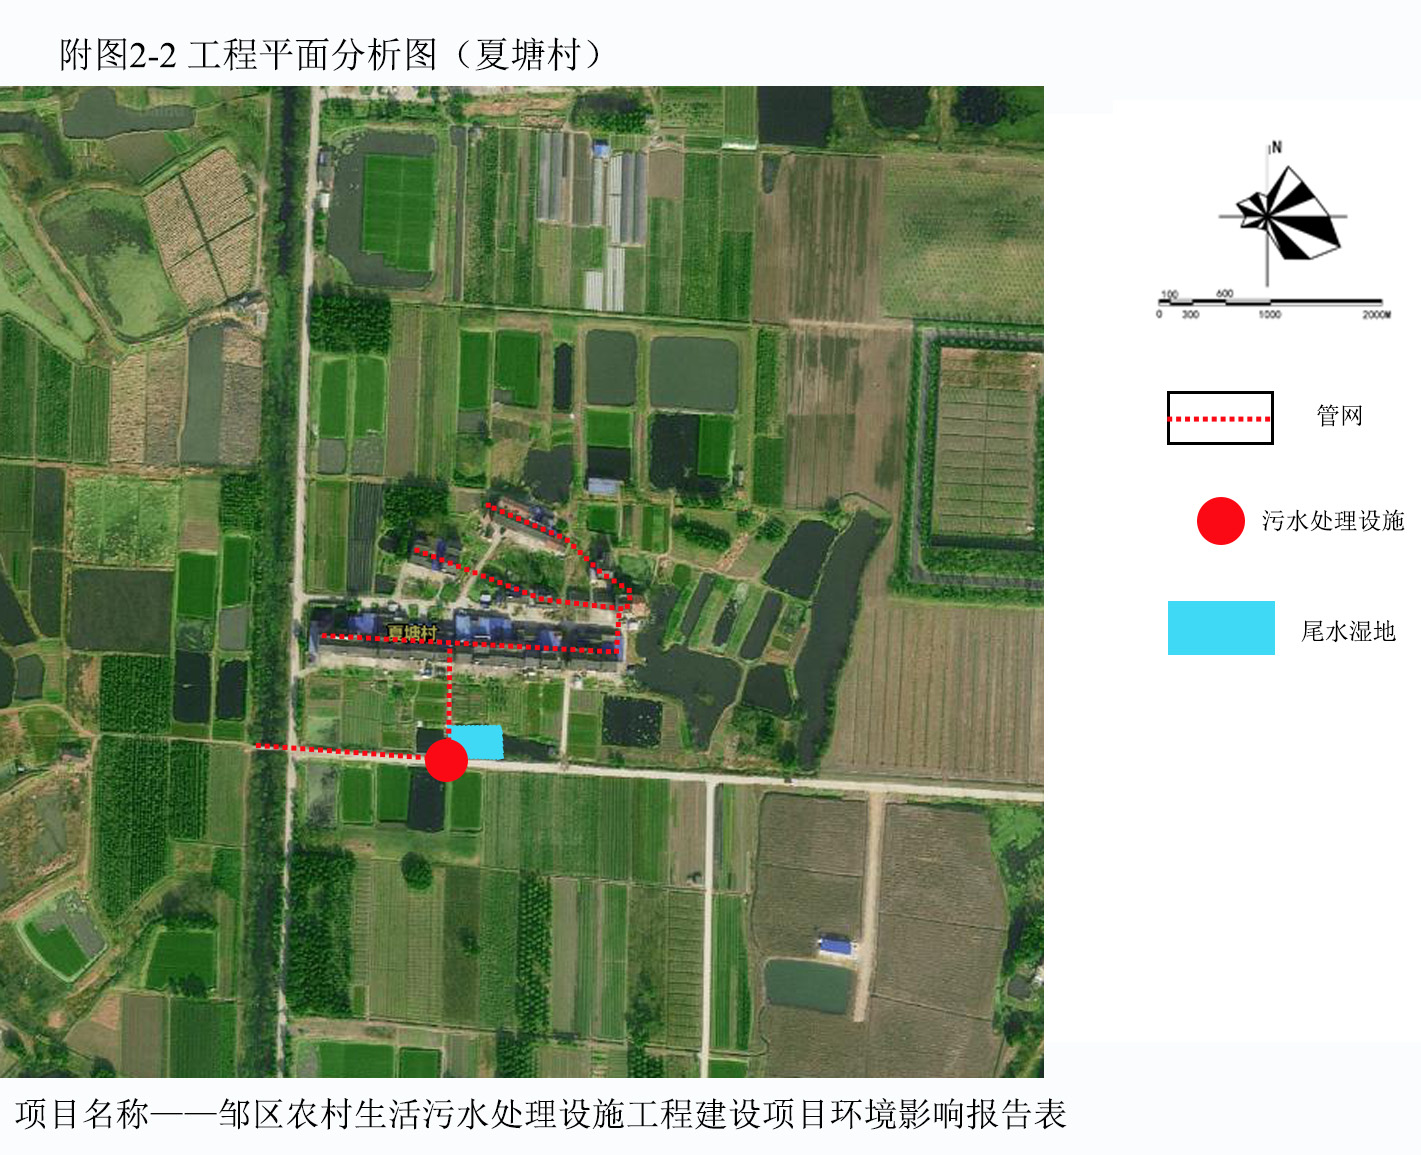 附图2-2 工程平面分析图（夏塘村）
N
100 600
0 300 1000 2000M
管网
污水处理设施
尾水湿地
夏塘村
项目名称——邹区农村生活污水处理设施工程建设项目环境影响报告表